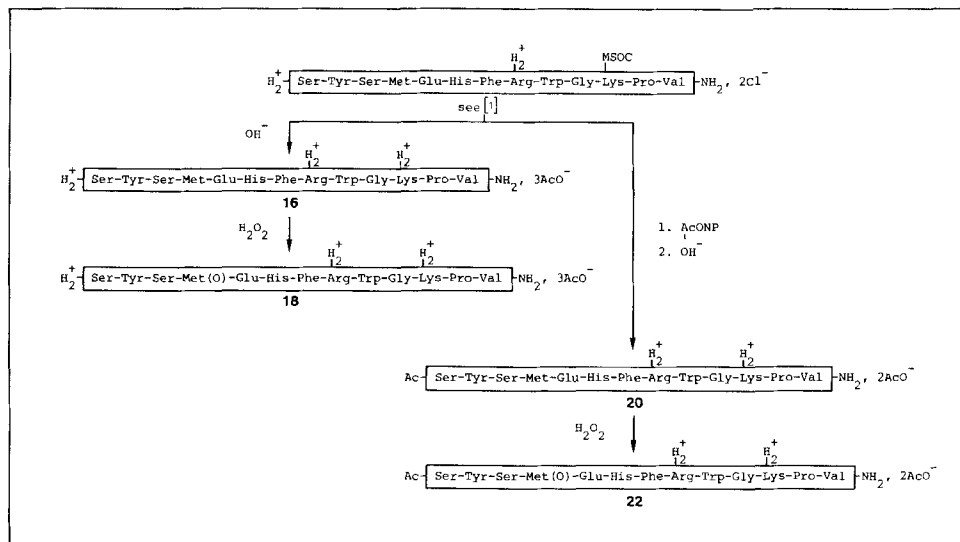 H2+ MSOC
H2+ Ser-Tyr-Ser-Met-Glu-His-Phe-Arg-Trp-Gly-Lys-Pro-Val -NH2, 2Cl-
see [1]
OH-
H2+ H2+
H2+ Ser-Tyr-Ser-Met-Glu-His-Phe-Arg-Trp-Gly-Lys-Pro-Val -NH2, 3AcO-
16
H2O2
1. AcONP
2. OH-
H2+ H2+
H2+ Ser-Tyr-Ser-Met(O)-Glu-His-Phe-Arg-Trp-Gly-Lys-Pro-Val -NH2, 3AcO-
18
H2+ H2+
Ac- Ser-Tyr-Ser-Met-Glu-His-Phe-Arg-Trp-Gly-Lys-Pro-Val -NH2, 2AcO-
20
H2O2
H2+ H2+
Ac- Ser-Tyr-Ser-Met(O)-Glu-His-Phe-Arg-Trp-Gly-Lys-Pro-Val -NH2, 2AcO-
22